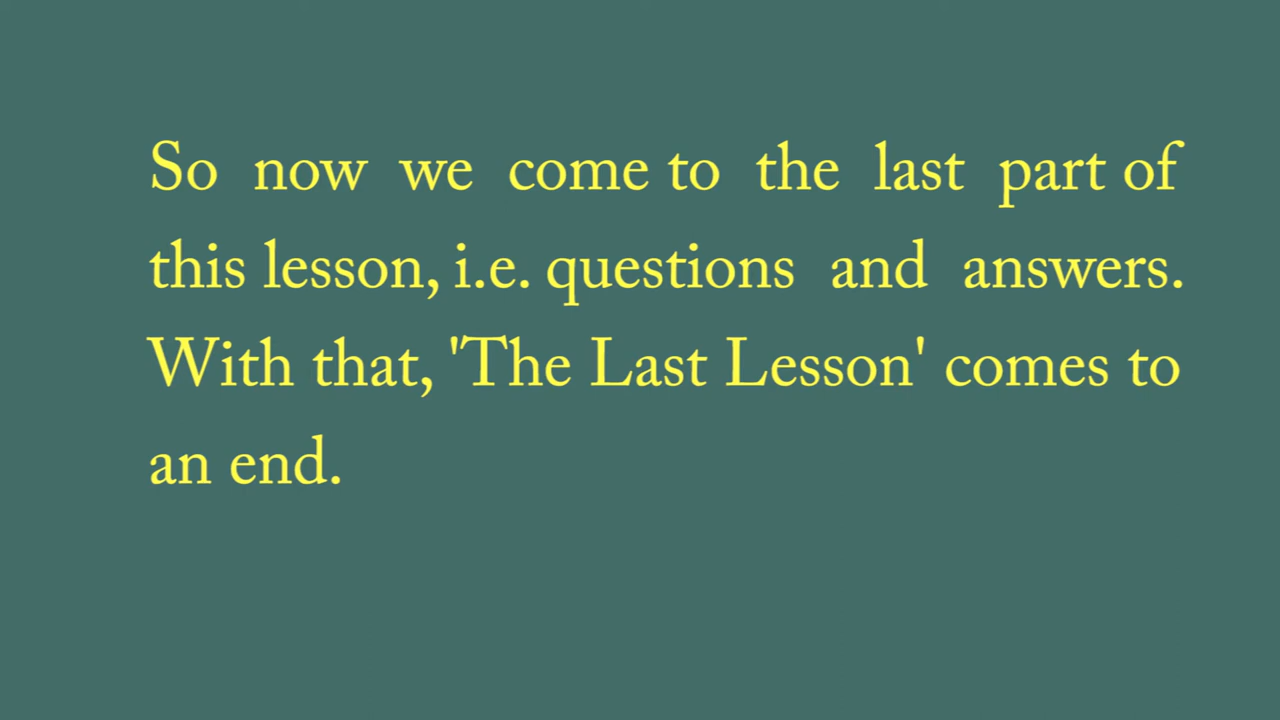 So now we come to the last part of
this lesson, i.e. questions and answers.
With that, 'The Last Lesson' comes to
an end.